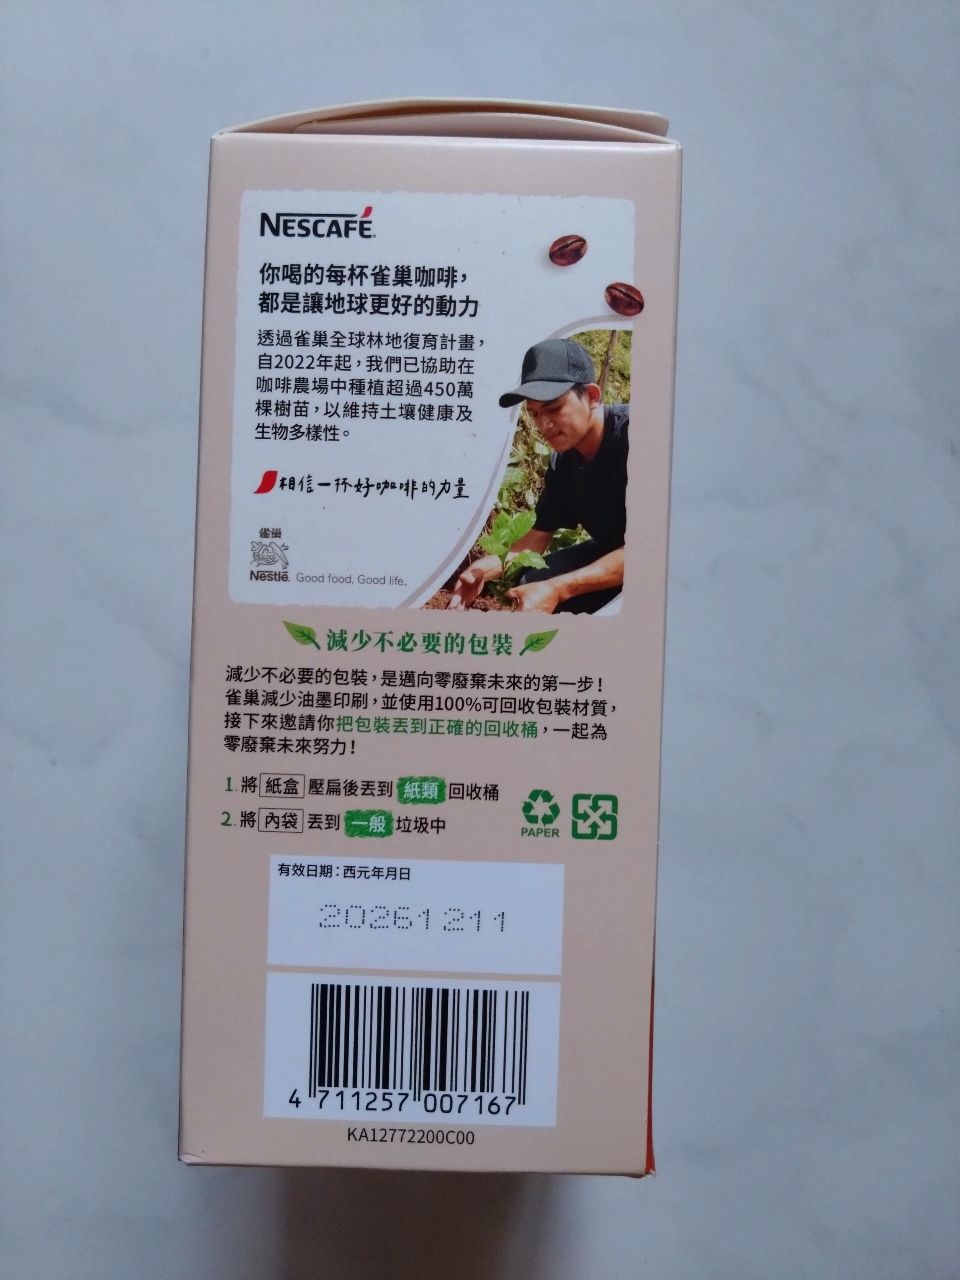 NESCAFÉ
你喝的每杯雀巢咖啡，
都是讓地球更好的動力
透過雀巢全球林地復育計畫，
自2022年起，我們已協助在
咖啡農場中種植超過450萬
棵樹苗，以維持土壤健康及
生物多樣性。
相信一杯好咖啡的力量
雀巢
Nestlé. Good food, Good life.
減少不必要的包裝
減少不必要的包裝，是邁向零廢棄未來的第一步！
雀巢減少油墨印刷，並使用100%可回收包裝材質，
接下來邀請你把包裝丟到正確的回收桶，一起為
零廢棄未來努力！
1.將 紙盒 壓扁後丟到 紙類 回收桶
2.將 內袋 丟到 一般 垃圾中
PAPER
有效日期：西元年月日
20261211
4 711257 007167
KA12772200C00